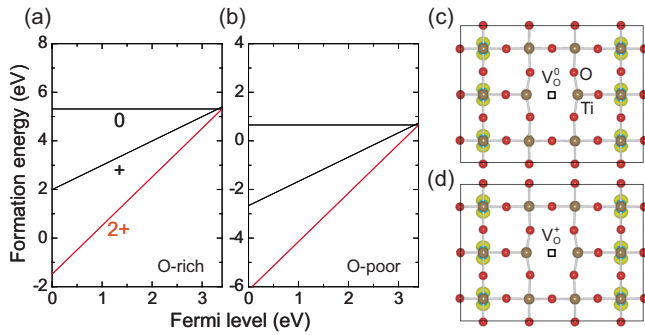 (a)
(b)
(c)
Formation energy (eV)
8
6
4
2
0
-2
0
+
2+
O-rich
0
1
2
3
4
2
0
-2
-4
-6
O-poor
0
1
2
3
Fermi level (eV)
V_O^0
O
Ti
(d)
V_O^+